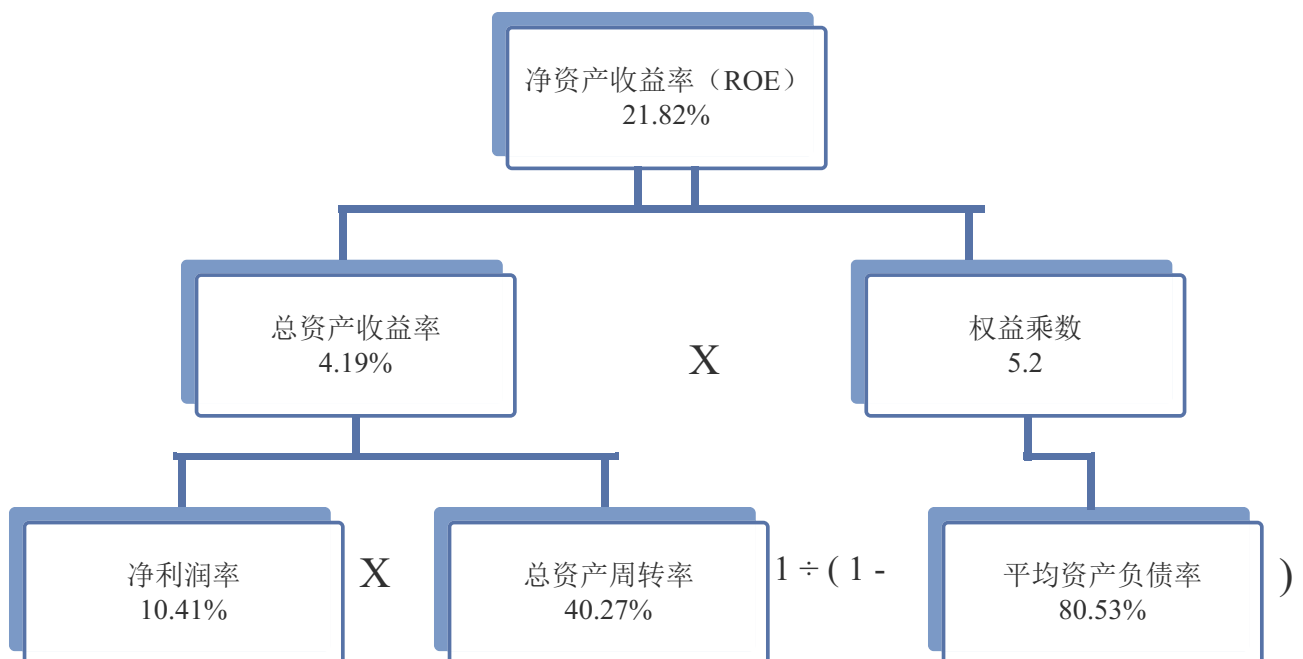 净资产收益率（ROE）
21.82%
总资产收益率
4.19%
X
权益乘数
5.2
净利润率
10.41%
X
总资产周转率
40.27%
1 ÷ ( 1 -
平均资产负债率
80.53%
)